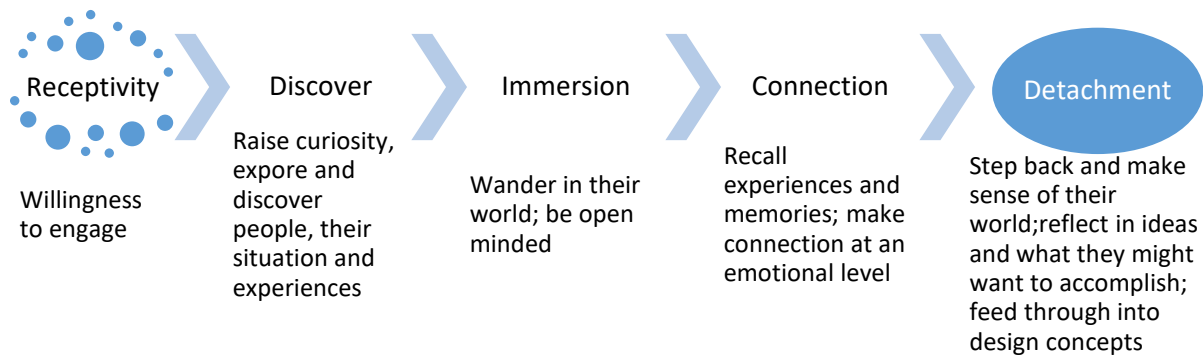 Receptivity
Willingness
to engage
Discover
Raise curiosity,
expore and
discover
people, their
situation and
experiences
Immersion
Wander in their
world; be open
minded
Connection
Recall
experiences and
memories; make
connection at an
emotional level
Detachment
Step back and make
sense of their
world;reflect in ideas
and what they might
want to accomplish;
feed through into
design concepts